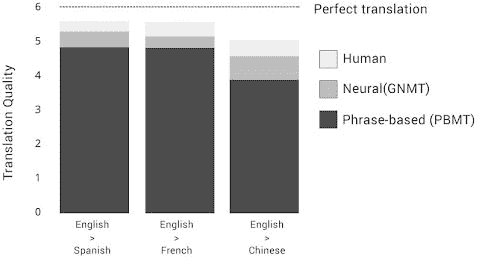 Perfect translation
6
5
4
3
2
1
0
Translation Quality
Human
Neural(GNMT)
Phrase-based (PBMT)
English
>
Spanish
English
>
French
English
>
Chinese